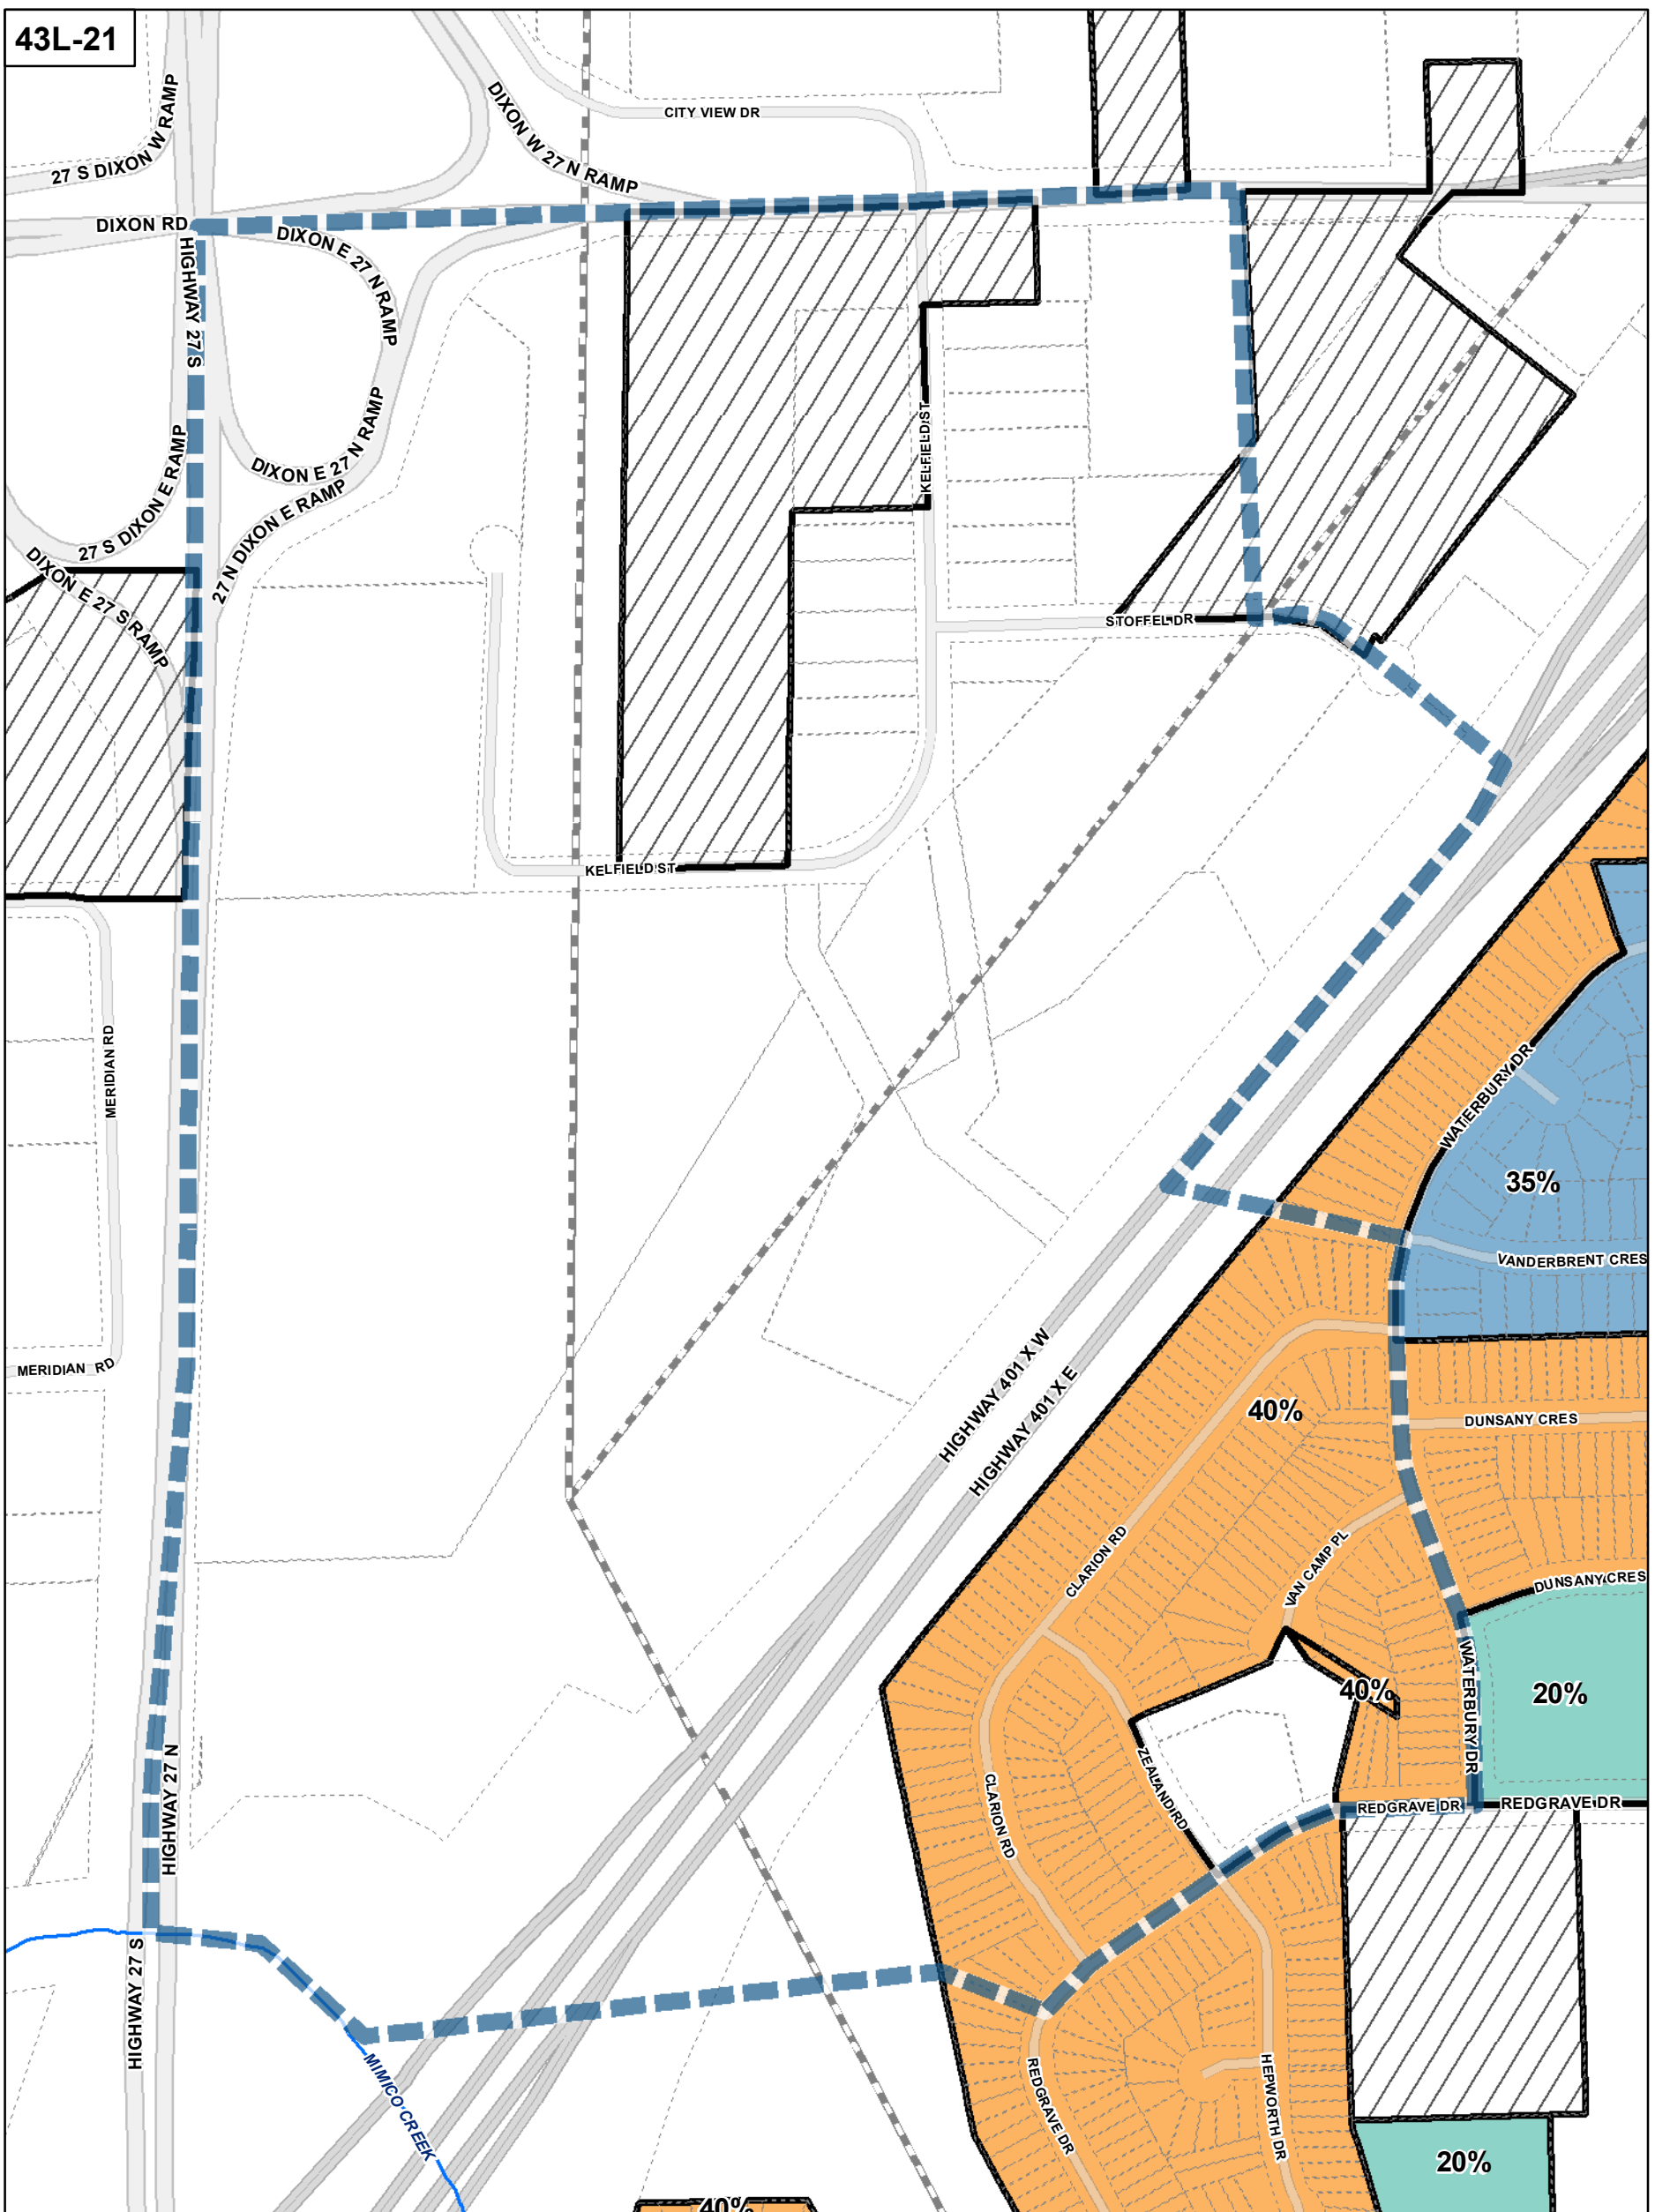 43L-21
CITY VIEW DR
27 S DIXON W RAMP
DIXON W 27 N RAMP
DIXON RD
HIGHWAY 27 S
DIXON E 27 N RAMP
KELFIELD ST
DIXON E 27 N RAMP
27 S DIXON E RAMP
27 N DIXON E RAMP
DIXON E 27 S RAMP
STOFFEL DR
KELFIELD ST
MERIDIAN RD
WATERBURY DR
35%
VANDERBRENT CRES
MERIDIAN RD
HIGHWAY 401 X W
HIGHWAY 401 X E
40%
DUNSANY CRES
CLARION RD
VAN CAMP PL
DUNSANY CRES
40%
20%
WATERBURY DR
HIGHWAY 27 N
ZEALAND RD
CLARION RD
REDGRAVE DR
REDGRAVE DR
HIGHWAY 27 S
MIMICO CREEK
REDGRAVE DR
HEPWORTH DR
20%
40%